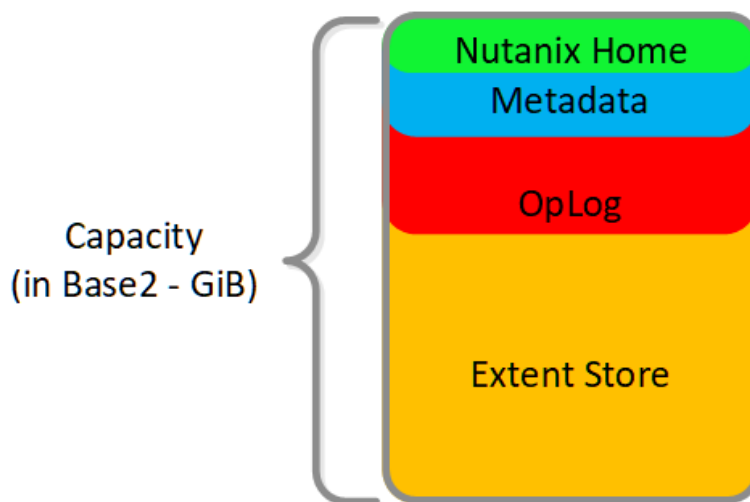 Nutanix Home
Metadata
OpLog
Capacity
(in Base2 - GiB)
Extent Store